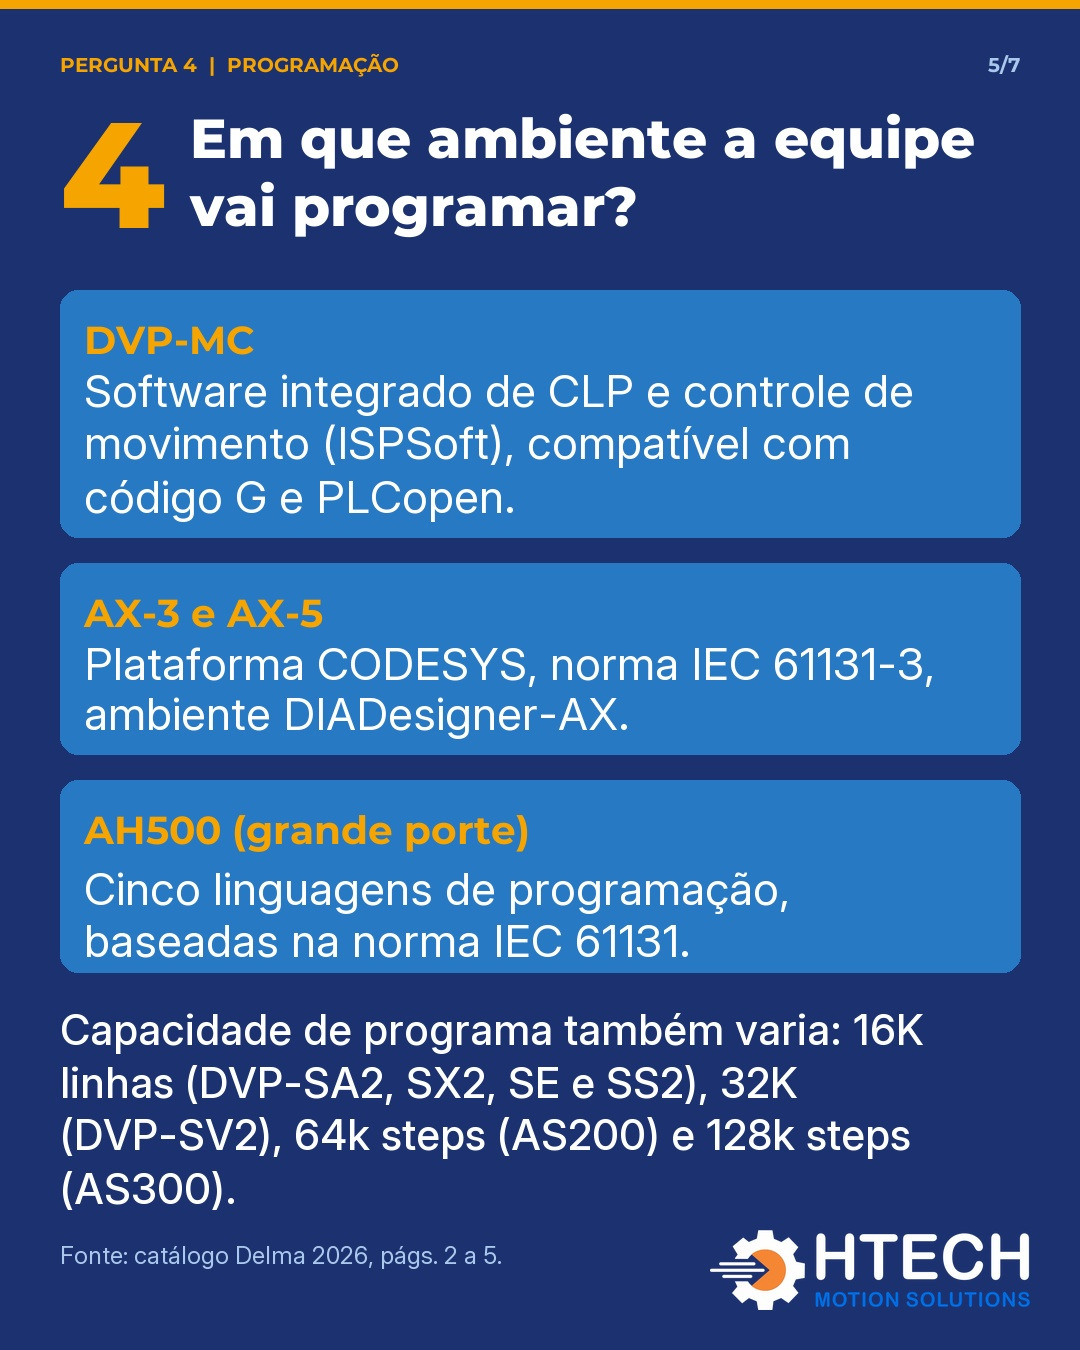 PERGUNTA 4 | PROGRAMAÇÃO
5/7
4
Em que ambiente a equipe
vai programar?
DVP-MC
Software integrado de CLP e controle de
movimento (ISPSoft), compatível com
código G e PLCopen.
AX-3 e AX-5
Plataforma CODESYS, norma IEC 61131-3,
ambiente DIADesigner-AX.
AH500 (grande porte)
Cinco linguagens de programação,
baseadas na norma IEC 61131.
Capacidade de programa também varia: 16K
linhas (DVP-SA2, SX2, SE e SS2), 32K
(DVP-SV2), 64k steps (AS200) e 128k steps
(AS300).
Fonte: catálogo Delma 2026, págs. 2 a 5.
HTECH
MOTION SOLUTIONS